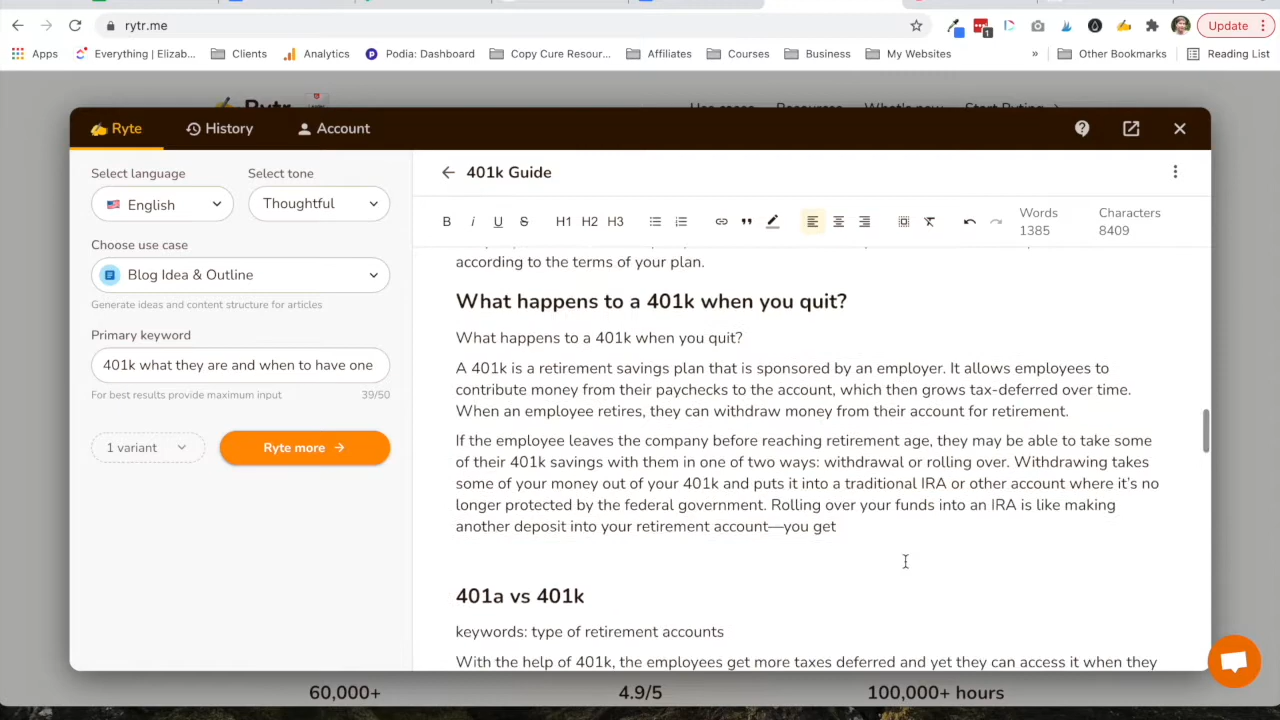 rytr.me
Update
Apps
Everything | Elizab...
Clients
Analytics
Podia: Dashboard
Copy Cure Resour...
Affiliates
Courses
Business
My Websites
»
Other Bookmarks
Reading List
Rytr
Use cases Resources What's new Start Ryting
Ryte History Account
Select language Select tone
English Thoughtful
Choose use case
Blog Idea & Outline
Generate ideas and content structure for articles
Primary keyword
401k what they are and when to have one
For best results provide maximum input 39/50
1 variant Ryte more →
401k Guide
B i U S H1 H2 H3
Words
1385
Characters
8409
according to the terms of your plan.
What happens to a 401k when you quit?
What happens to a 401k when you quit?
A 401k is a retirement savings plan that is sponsored by an employer. It allows employees to
contribute money from their paychecks to the account, which then grows tax-deferred over time.
When an employee retires, they can withdraw money from their account for retirement.
If the employee leaves the company before reaching retirement age, they may be able to take some
of their 401k savings with them in one of two ways: withdrawal or rolling over. Withdrawing takes
some of your money out of your 401k and puts it into a traditional IRA or other account where it's no
longer protected by the federal government. Rolling over your funds into an IRA is like making
another deposit into your retirement account—you get
401a vs 401k
keywords: type of retirement accounts
With the help of 401k, the employees get more taxes deferred and yet they can access it when they
60,000+ 4.9/5 100,000+ hours